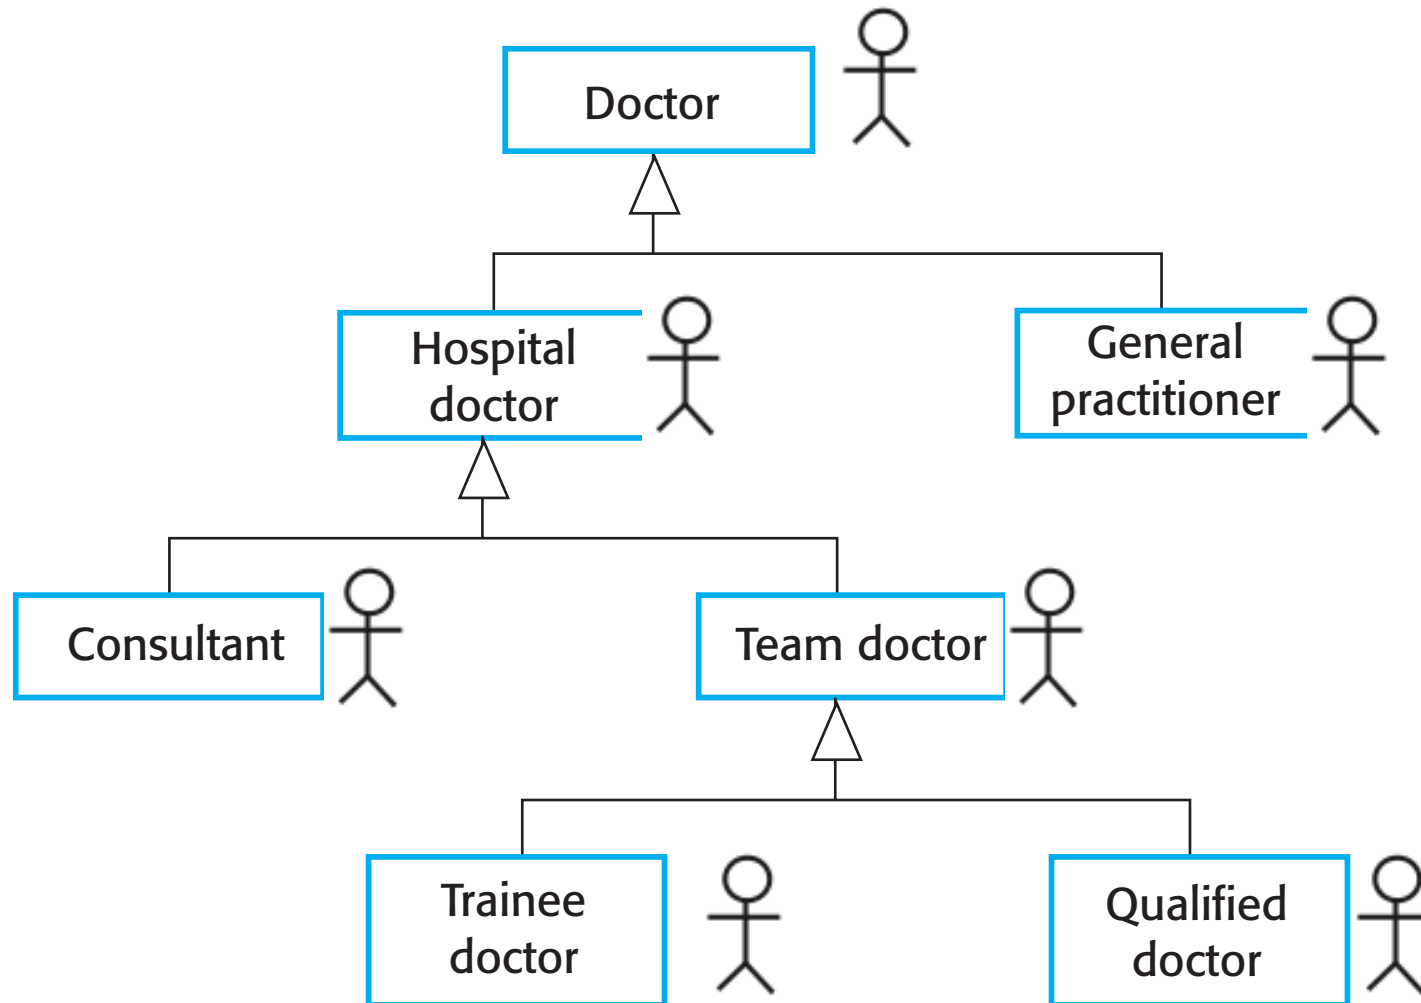 Doctor
Hospital
doctor
General
practitioner
Consultant
Team doctor
Trainee
doctor
Qualified
doctor